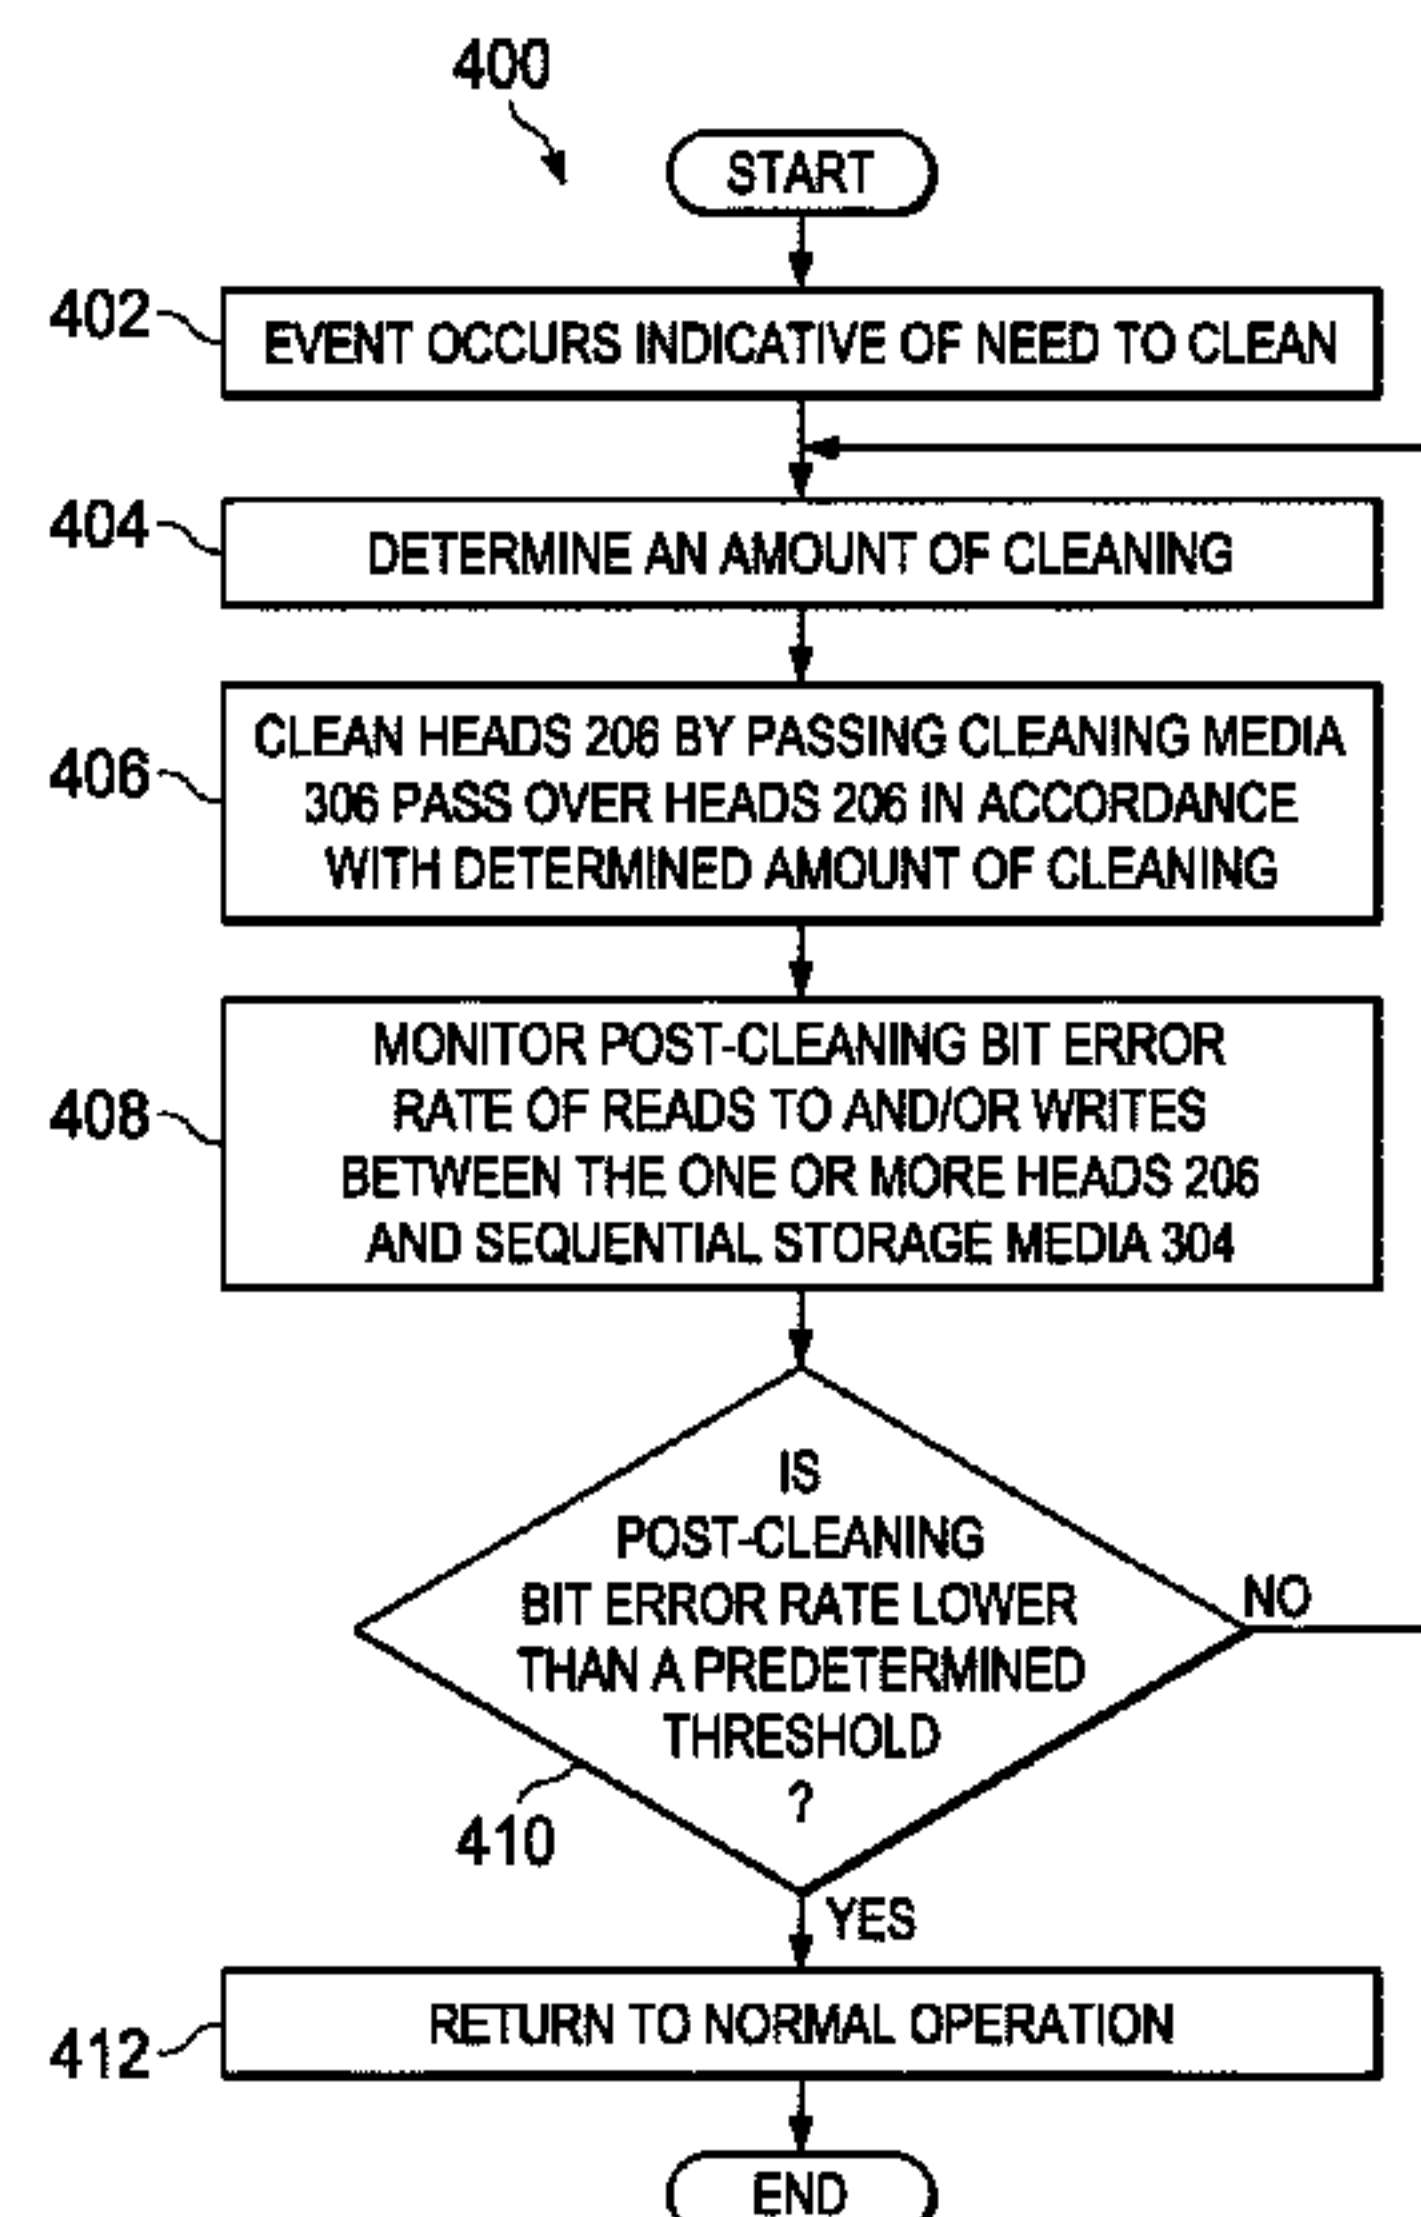 400
START
402
EVENT OCCURS INDICATIVE OF NEED TO CLEAN
404
DETERMINE AN AMOUNT OF CLEANING
406
CLEAN HEADS 206 BY PASSING CLEANING MEDIA
306 PASS OVER HEADS 206 IN ACCORDANCE
WITH DETERMINED AMOUNT OF CLEANING
408
MONITOR POST-CLEANING BIT ERROR
RATE OF READS TO AND/OR WRITES
BETWEEN THE ONE OR MORE HEADS 206
AND SEQUENTIAL STORAGE MEDIA 304
IS
POST-CLEANING
BIT ERROR RATE LOWER
THAN A PREDETERMINED
THRESHOLD
?
NO
410
YES
412
RETURN TO NORMAL OPERATION
END